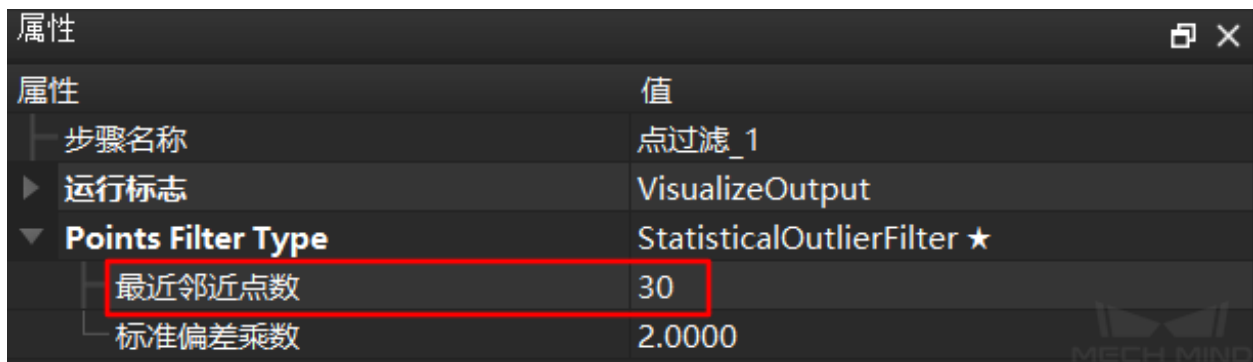 属性
属性 值
步骤名称 点过滤_1
运行标志 VisualizeOutput
Points Filter Type StatisticalOutlierFilter ★
最近邻近点数 30
标准偏差乘数 2.0000
MECH MIND